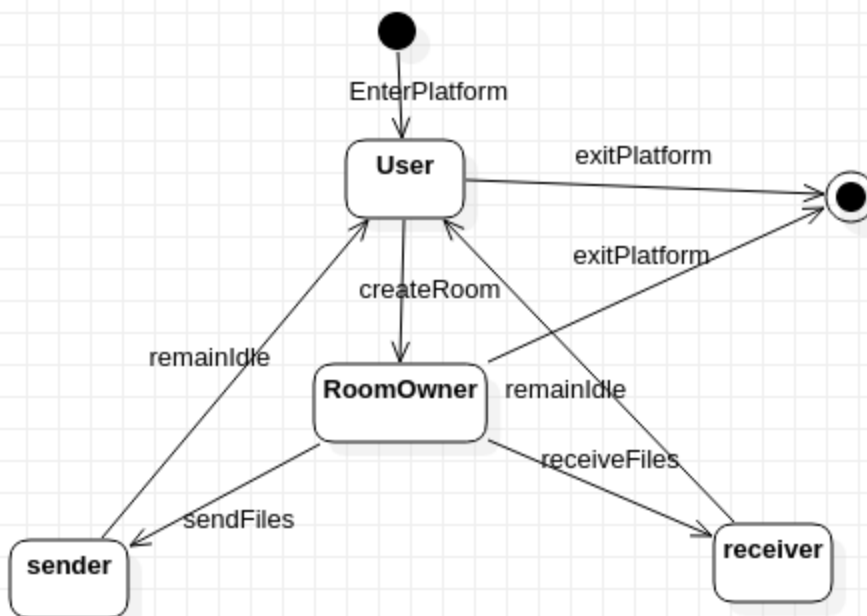 EnterPlatform
User
exitPlatform
exitPlatform
createRoom
remainIdle
RoomOwner
remainIdle
receiveFiles
sendFiles
receiver
sender